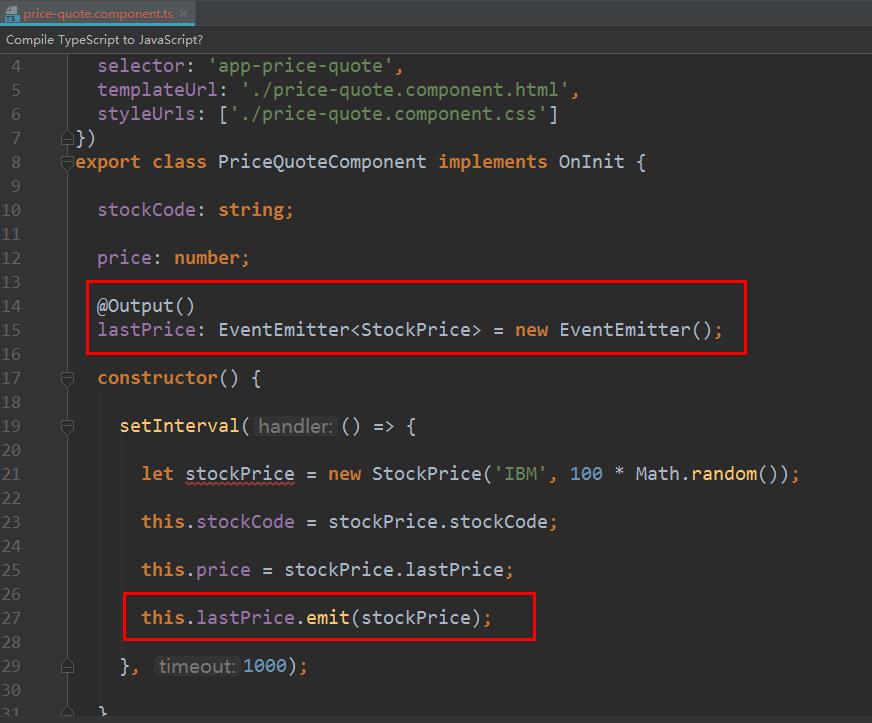 price-quote.component.ts
Compile TypeScript to JavaScript?
4 selector: 'app-price-quote',
5 templateUrl: './price-quote.component.html',
6 styleUrls: ['./price-quote.component.css']
7 })
8 export class PriceQuoteComponent implements OnInit {
9
10 stockCode: string;
11
12 price: number;
13
14 @Output()
15 lastPrice: EventEmitter<StockPrice> = new EventEmitter();
16
17 constructor() {
18
19 setInterval( handler: () => {
20
21 let stockPrice = new StockPrice('IBM', 100 * Math.random());
22
23 this.stockCode = stockPrice.stockCode;
24
25 this.price = stockPrice.lastPrice;
26
27 this.lastPrice.emit(stockPrice);
28
29 }, timeout: 1000);
30
31 }